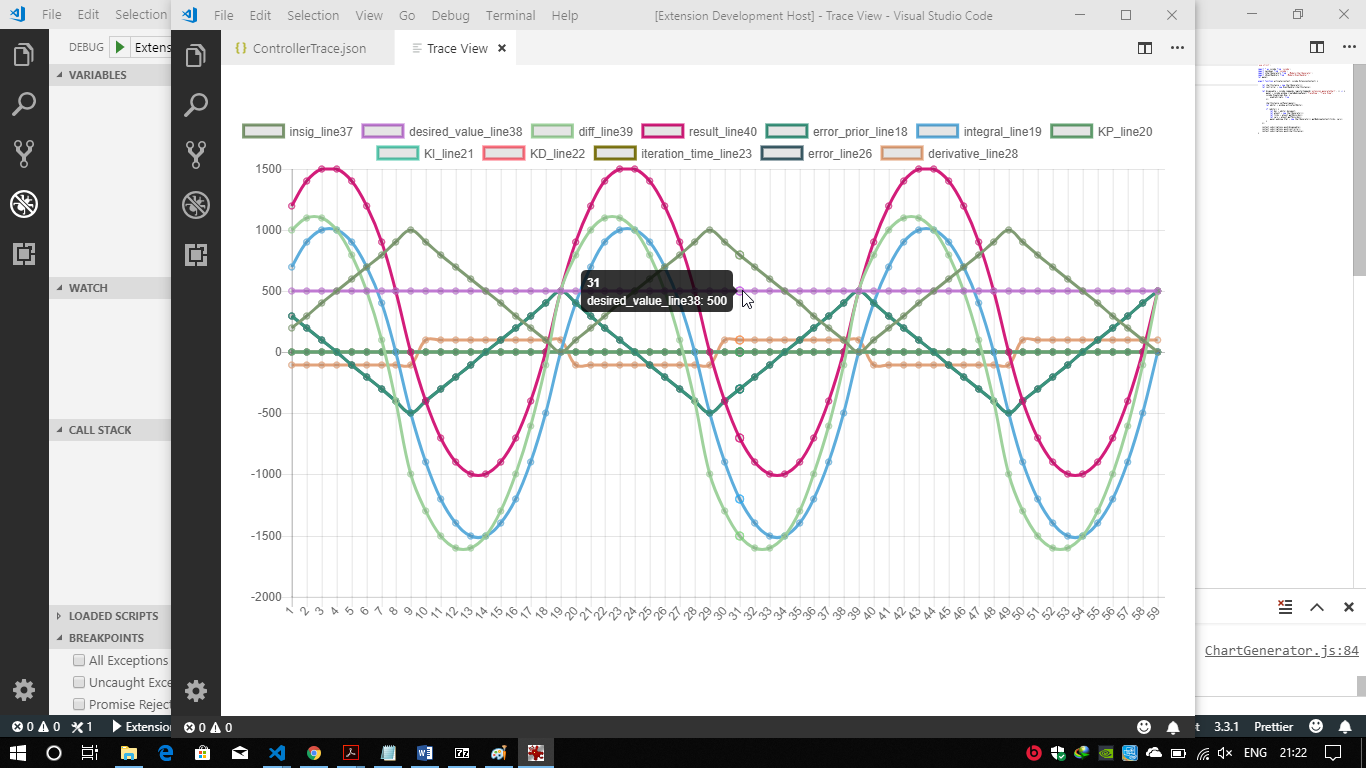 File Edit Selection
File Edit Selection View Go Debug Terminal Help [Extension Development Host] - Trace View - Visual Studio Code
DEBUG Extens
{} ControllerTrace.json Trace View
VARIABLES
WATCH
CALL STACK
LOADED SCRIPTS
BREAKPOINTS
All Exceptions
Uncaught Exce
Promise Reject
insig_line37 desired_value_line38 diff_line39 result_line40 error_prior_line18 integral_line19 KP_line20
KI_line21 KD_line22 iteration_time_line23 error_line26 derivative_line28
1500
1000
500
0
-500
-1000
-1500
-2000
31
desired_value_line38: 500
1 2 3 4 5 6 7 8 9 10 11 12 13 14 15 16 17 18 19 20 21 22 23 24 25 26 27 28 29 30 31 32 33 34 35 36 37 38 39 40 41 42 43 44 45 46 47 48 49 50 51 52 53 54 55 56 57 58 59
ChartGenerator.js:84
0 0 1 Extension
0 0
t 3.3.1 Prettier
ENG 21:22